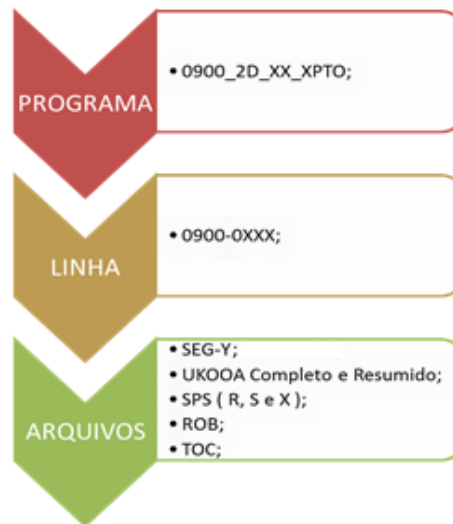 PROGRAMA
• 0900_2D_XX_XPTO;
LINHA
• 0900-0XXX;
ARQUIVOS
• SEG-Y;
• UKOOA Completo e Resumido;
• SPS ( R, S e X );
• ROB;
• TOC;